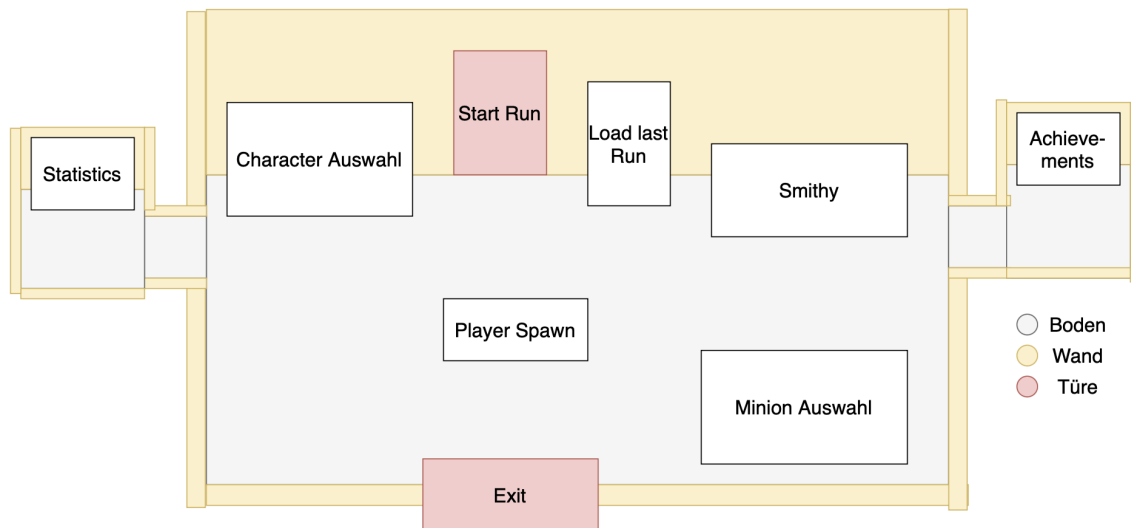 Start Run
Load last
Run
Character Auswahl
Statistics
Achieve-
ments
Smithy
Player Spawn
Minion Auswahl
Exit
Boden
Wand
Türe